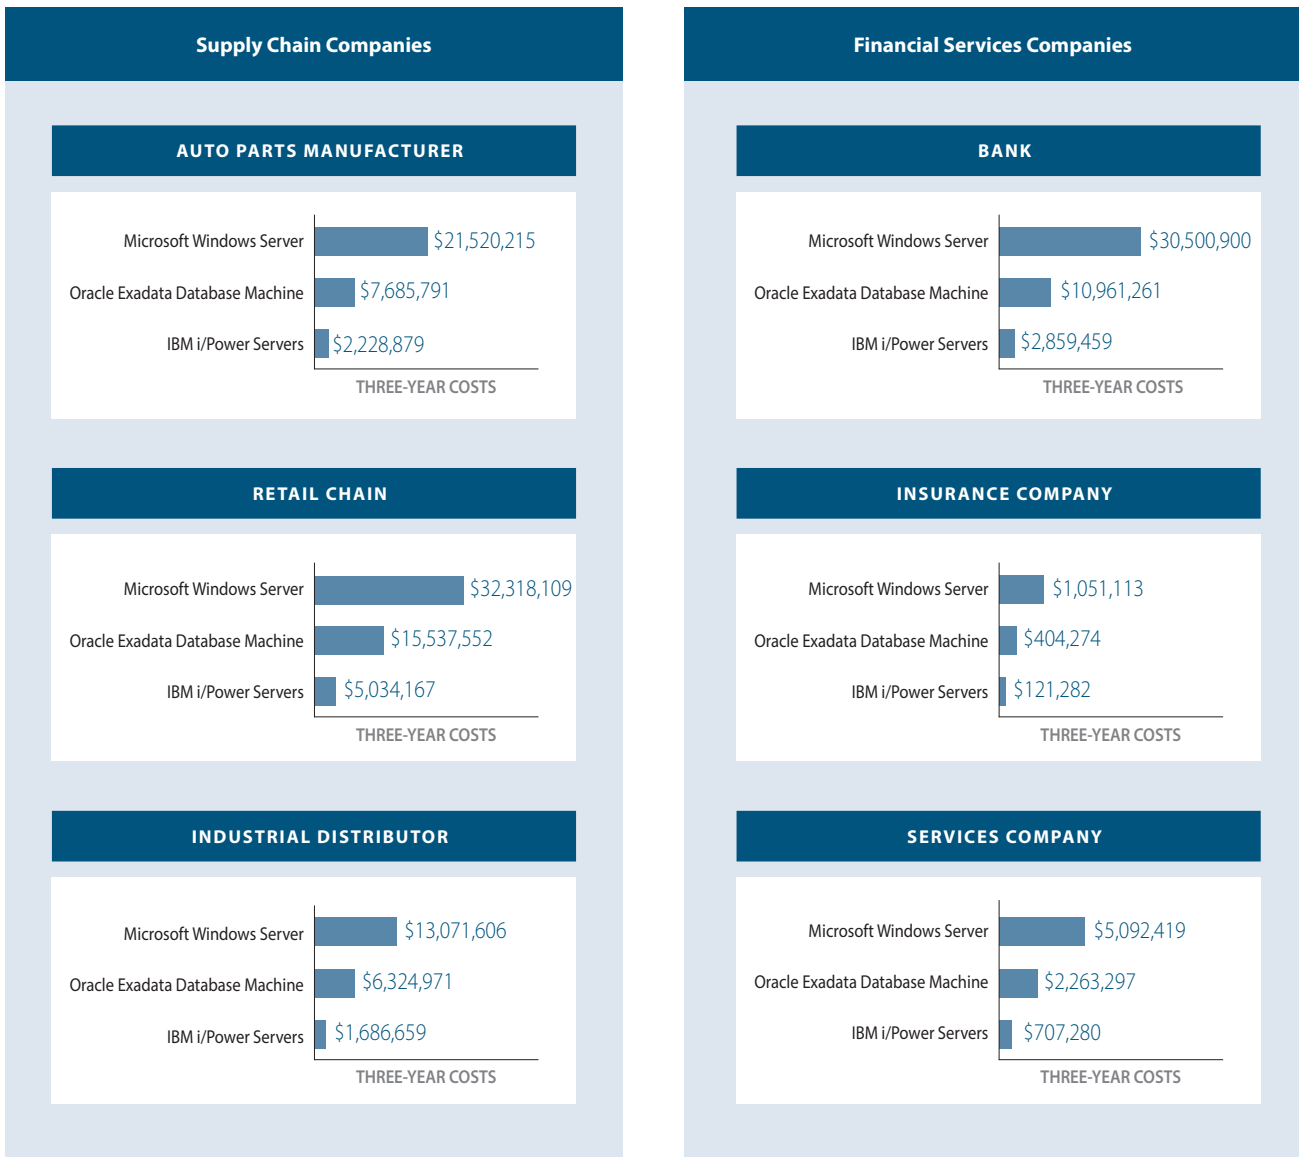 Supply Chain Companies
AUTO PARTS MANUFACTURER
Microsoft Windows Server $21,520,215
Oracle Exadata Database Machine $7,685,791
IBM i/Power Servers $2,228,879
THREE-YEAR COSTS
RETAIL CHAIN
Microsoft Windows Server $32,318,109
Oracle Exadata Database Machine $15,537,552
IBM i/Power Servers $5,034,167
THREE-YEAR COSTS
INDUSTRIAL DISTRIBUTOR
Microsoft Windows Server $13,071,606
Oracle Exadata Database Machine $6,324,971
IBM i/Power Servers $1,686,659
THREE-YEAR COSTS
Financial Services Companies
BANK
Microsoft Windows Server $30,500,900
Oracle Exadata Database Machine $10,961,261
IBM i/Power Servers $2,859,459
THREE-YEAR COSTS
INSURANCE COMPANY
Microsoft Windows Server $1,051,113
Oracle Exadata Database Machine $404,274
IBM i/Power Servers $121,282
THREE-YEAR COSTS
SERVICES COMPANY
Microsoft Windows Server $5,092,419
Oracle Exadata Database Machine $2,263,297
IBM i/Power Servers $707,280
THREE-YEAR COSTS